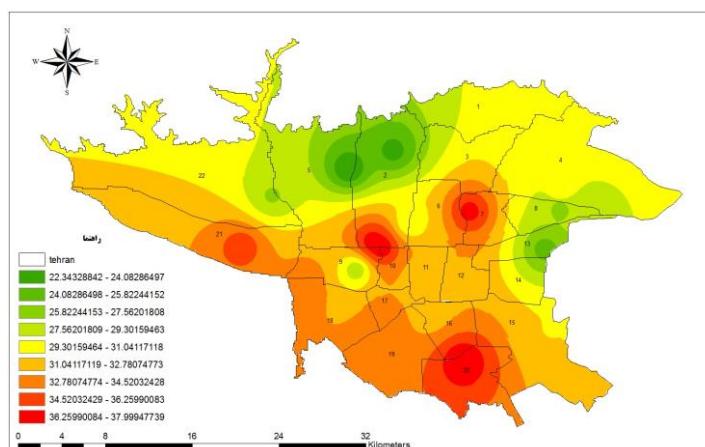 N
W
E
S
1
3
4
22
5
2
6
7
8
13
21
9
10
11
12
14
18
17
16
15
19
20
راهنما
tehran
22.34328842 - 24.08286497
24.08286498 - 25.82244152
25.82244153 - 27.56201808
27.56201809 - 29.30159463
29.30159464 - 31.04117118
31.04117119 - 32.78074773
32.78074774 - 34.52032428
34.52032429 - 36.25990083
36.25990084 - 37.99947739
0 4 8 16 24 32
Kilometers